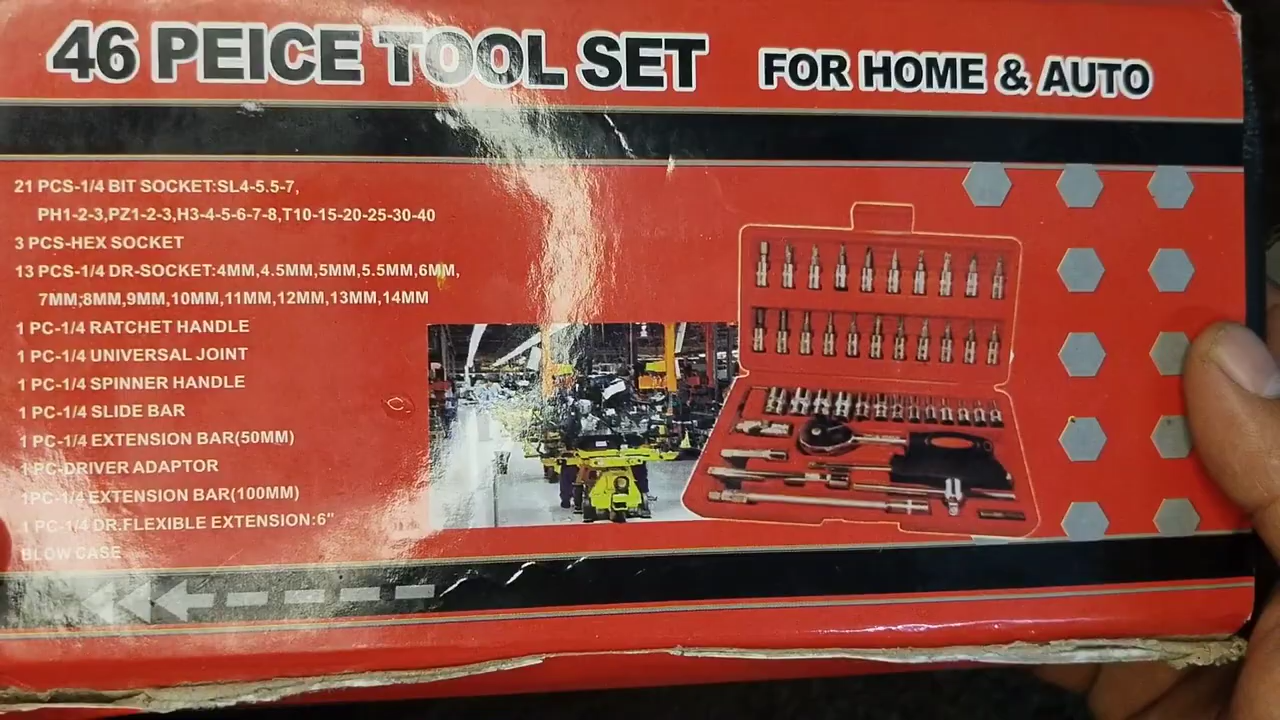 46 PEICE TOOL SET FOR HOME & AUTO
21 PCS-1/4 BIT SOCKET:SL4-5.5-7,
PH1-2-3,PZ1-2-3,H3-4-5-6-7-8,T10-15-20-25-30-40
3 PCS-HEX SOCKET
13 PCS-1/4 DR-SOCKET:4MM,4.5MM,5MM,5.5MM,6MM,
7MM;8MM,9MM,10MM,11MM,12MM,13MM,14MM
1 PC-1/4 RATCHET HANDLE
1 PC-1/4 UNIVERSAL JOINT
1 PC-1/4 SPINNER HANDLE
1 PC-1/4 SLIDE BAR
1 PC-1/4 EXTENSION BAR(50MM)
1 PC-DRIVER ADAPTOR
1PC-1/4 EXTENSION BAR(100MM)
1 PC-1/4 DR.FLEXIBLE EXTENSION:6"
BLOW CASE